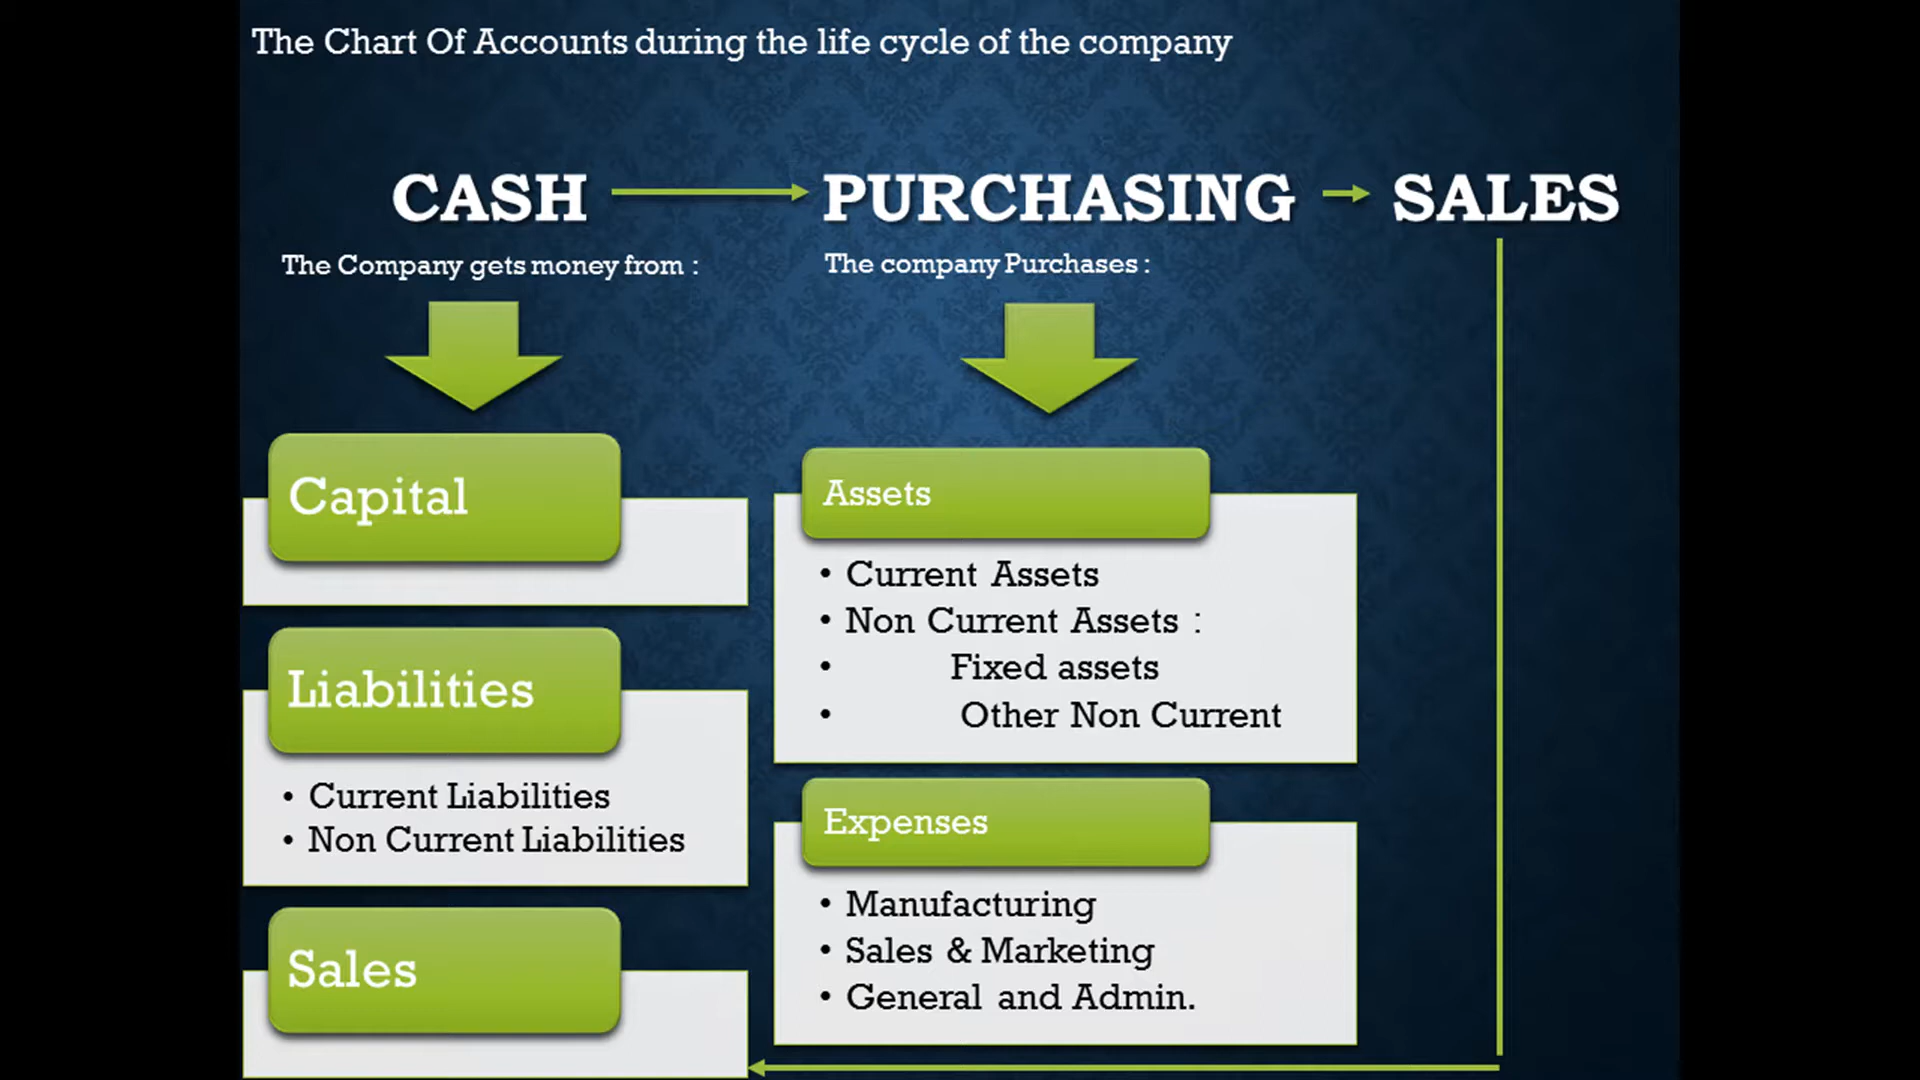 The Chart Of Accounts during the life cycle of the company
CASH
PURCHASING
SALES
The Company gets money from :
The company Purchases :
Capital
Liabilities
• Current Liabilities
• Non Current Liabilities
Sales
Assets
• Current Assets
• Non Current Assets :
• Fixed assets
• Other Non Current
Expenses
• Manufacturing
• Sales & Marketing
• General and Admin.